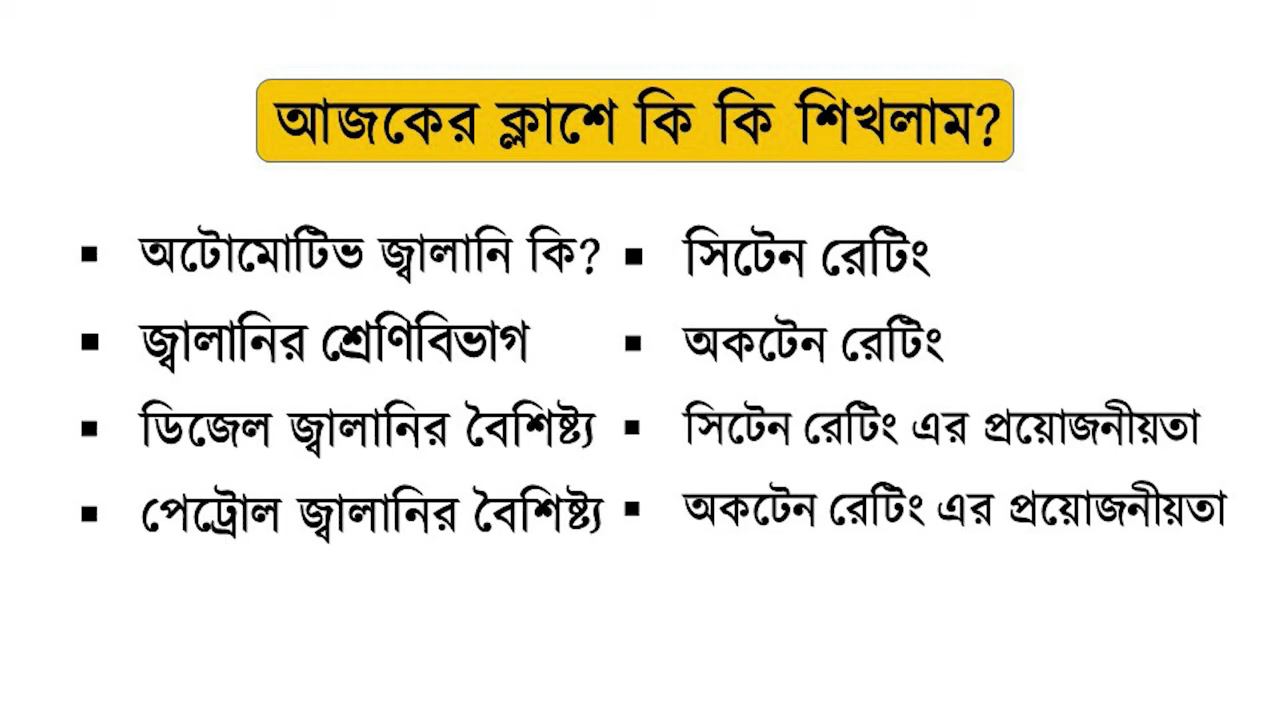 আজকের ক্লাশে কি কি শিখলাম?
▪ অটোমোটিভ জ্বালানি কি?
▪ জ্বালানির শ্রেণিবিভাগ
▪ ডিজেল জ্বালানির বৈশিষ্ট্য
▪ পেট্রোল জ্বালানির বৈশিষ্ট্য
▪ সিটেন রেটিং
▪ অকটেন রেটিং
▪ সিটেন রেটিং এর প্রয়োজনীয়তা
▪ অকটেন রেটিং এর প্রয়োজনীয়তা